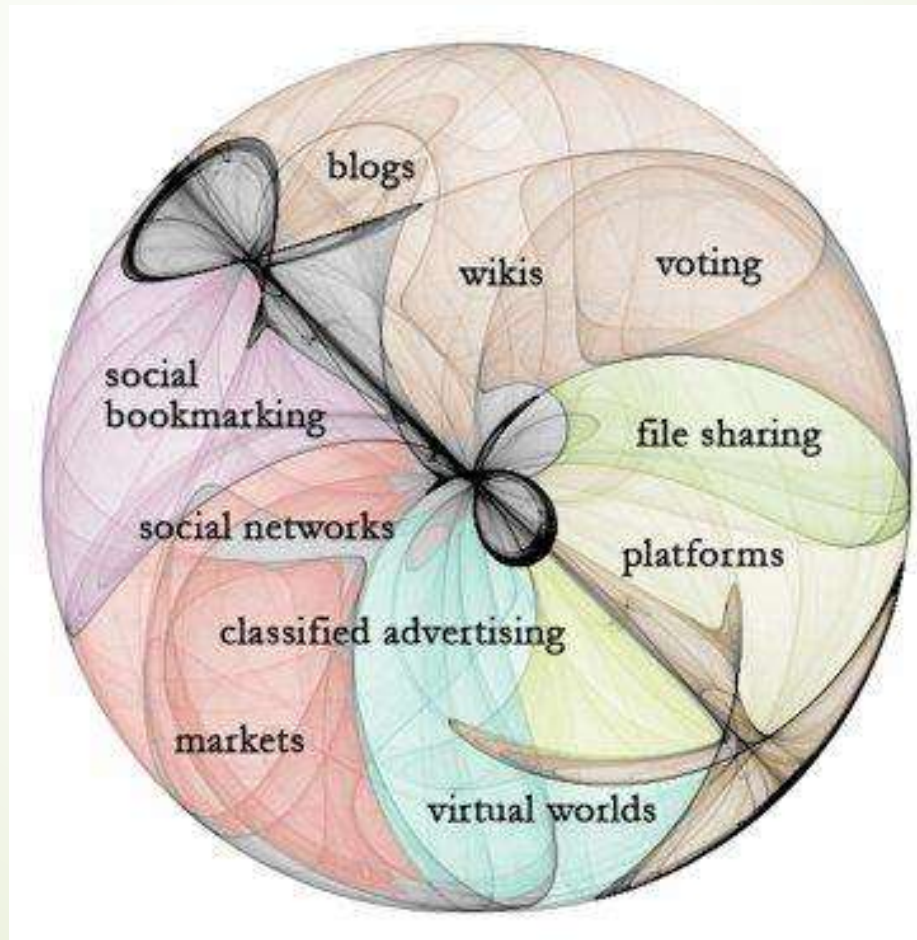 blogs
wikis
voting
social
bookmarking
file sharing
social networks
platforms
classified advertising
markets
virtual worlds